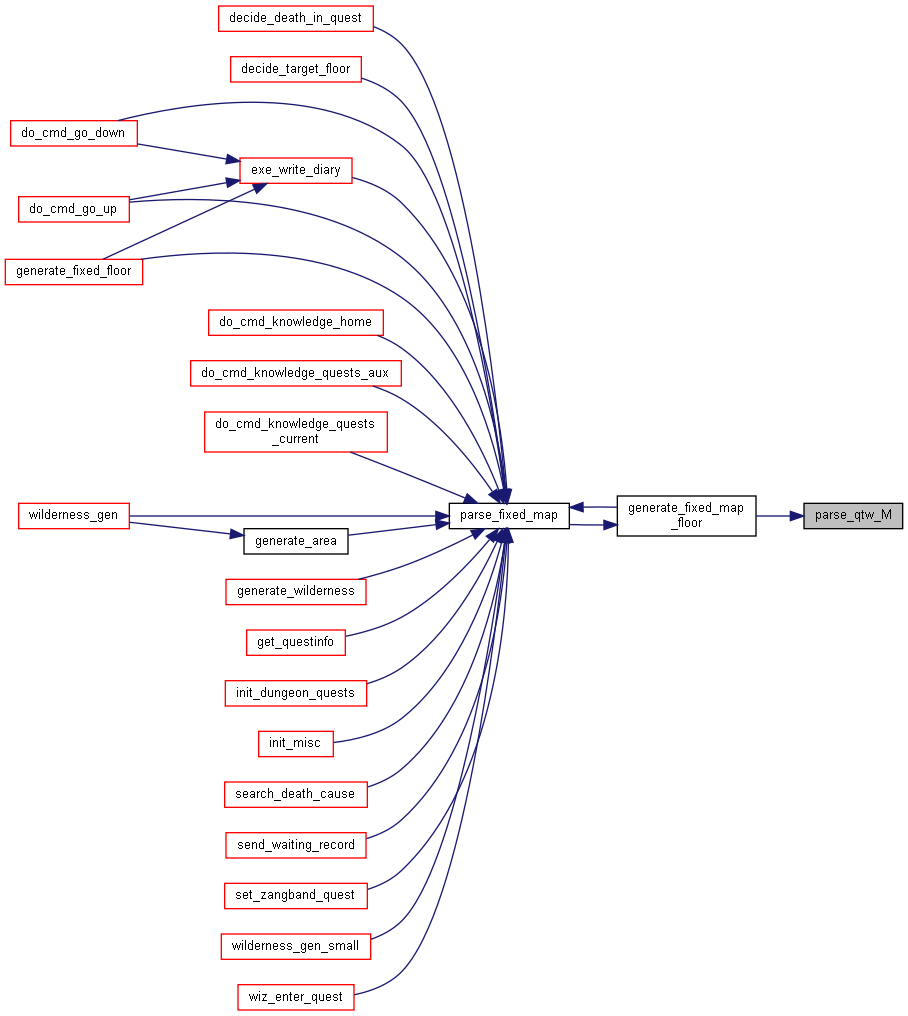 decide_death_in_quest
decide_target_floor
do_cmd_go_down
exe_write_diary
do_cmd_go_up
generate_fixed_floor
do_cmd_knowledge_home
do_cmd_knowledge_quests_aux
do_cmd_knowledge_quests
_current
wilderness_gen
generate_area
parse_fixed_map
generate_fixed_map
_floor
parse_qtw_M
generate_wilderness
get_questinfo
init_dungeon_quests
init_misc
search_death_cause
send_waiting_record
set_zangband_quest
wilderness_gen_small
wiz_enter_quest